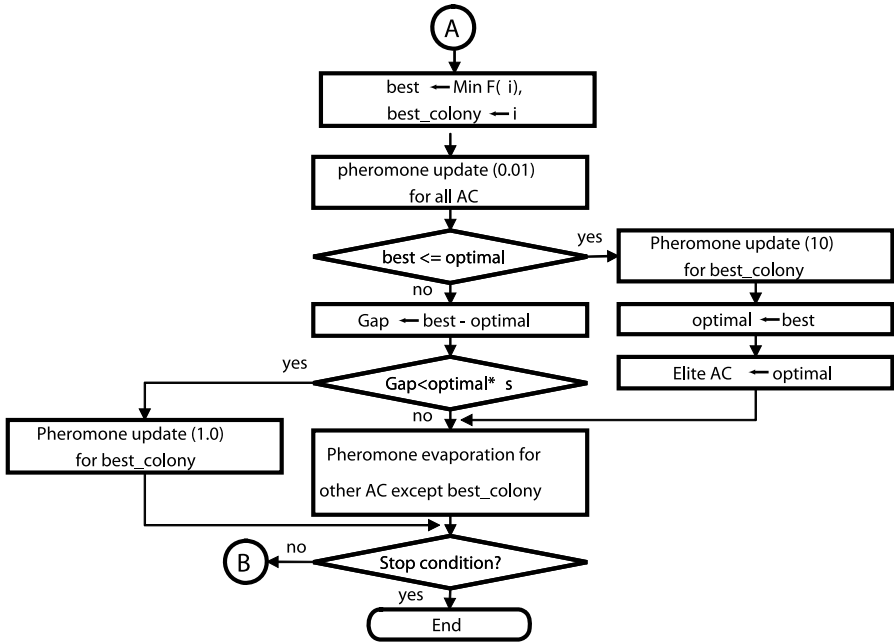 A
best ← Min F( i),
best_colony ← i
pheromone update (0.01)
for all AC
best <= optimal
yes
Pheromone update (10)
for best_colony
no
Gap ← best - optimal
optimal ← best
yes
Gap<optimal* s
Elite AC ← optimal
no
Pheromone update (1.0)
for best_colony
Pheromone evaporation for
other AC except best_colony
B
no
Stop condition?
yes
End